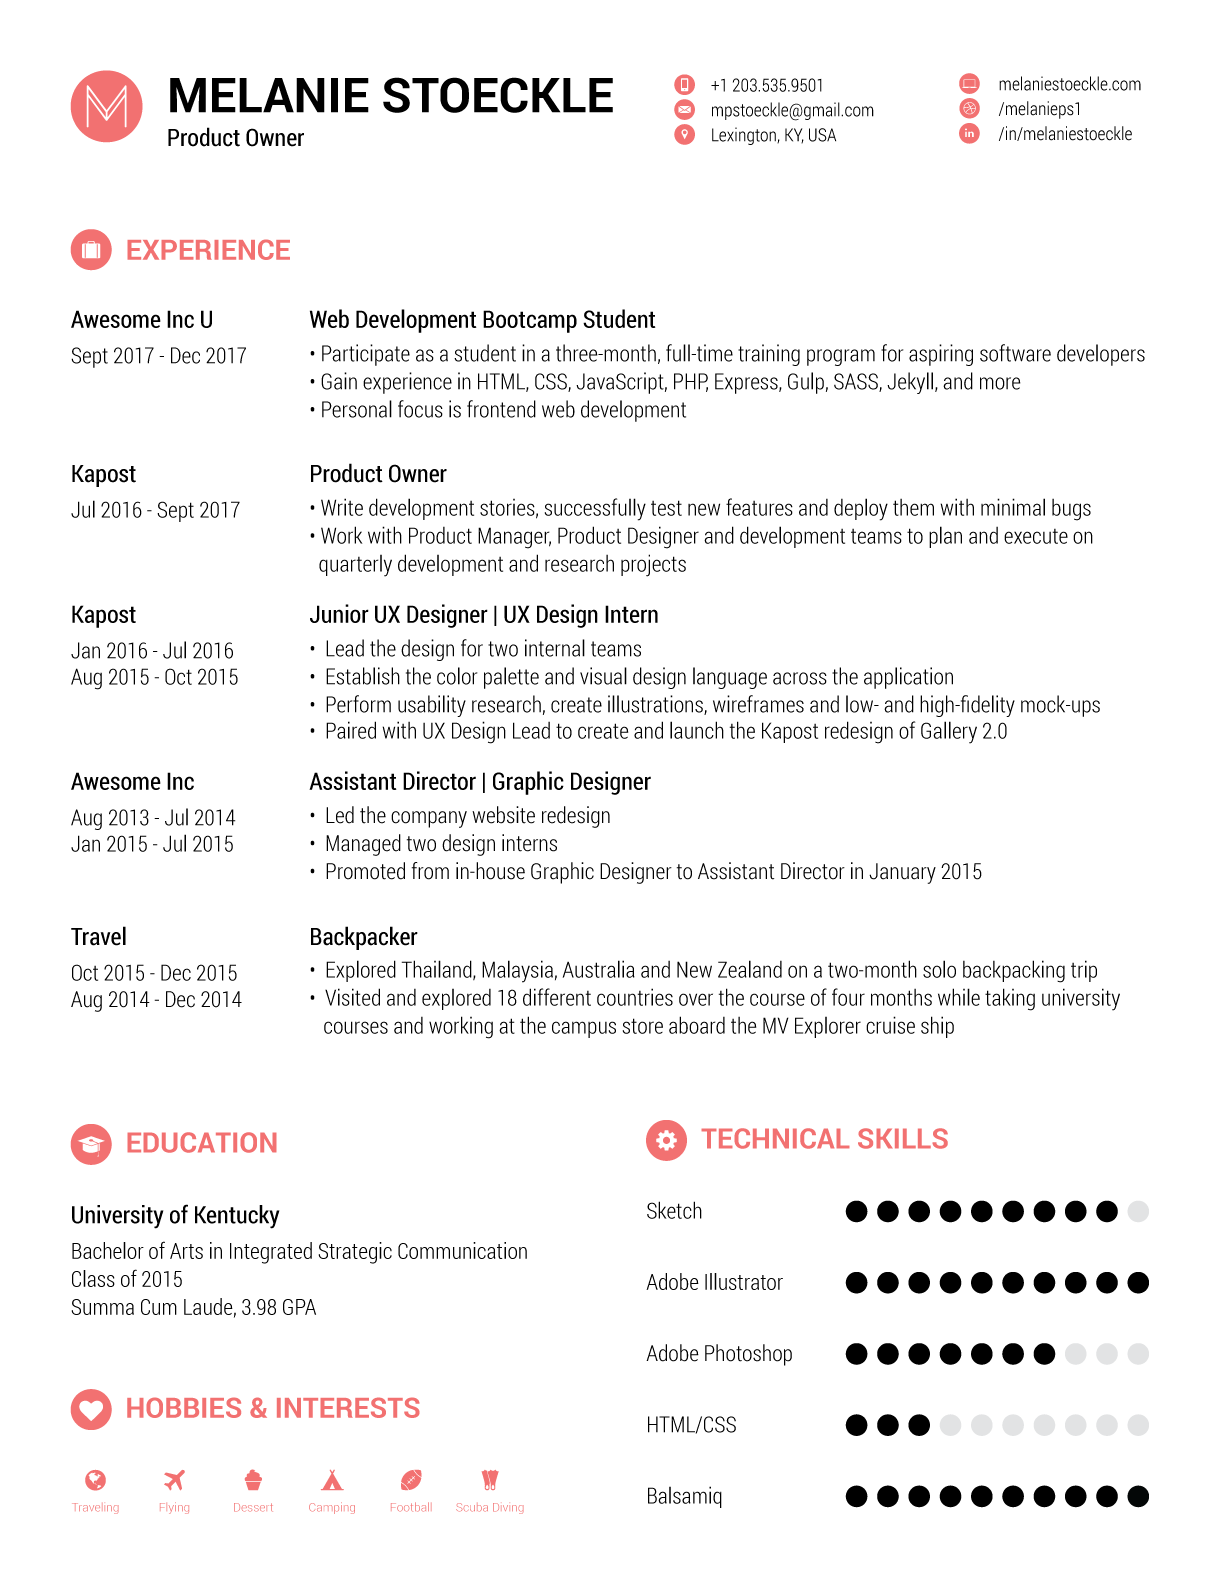 M
MELANIE STOECKLE
Product Owner
+1 203.535.9501
mpstoeckle@gmail.com
Lexington, KY, USA
melaniestoeckle.com
/melanieps1
in
/in/melaniestoeckle
EXPERIENCE
Awesome Inc U
Sept 2017 - Dec 2017
Web Development Bootcamp Student
• Participate as a student in a three-month, full-time training program for aspiring software developers
• Gain experience in HTML, CSS, JavaScript, PHP, Express, Gulp, SASS, Jekyll, and more
• Personal focus is frontend web development
Kapost
Jul 2016 - Sept 2017
Product Owner
• Write development stories, successfully test new features and deploy them with minimal bugs
• Work with Product Manager, Product Designer and development teams to plan and execute on
quarterly development and research projects
Kapost
Jan 2016 - Jul 2016
Aug 2015 - Oct 2015
Junior UX Designer | UX Design Intern
• Lead the design for two internal teams
• Establish the color palette and visual design language across the application
• Perform usability research, create illustrations, wireframes and low- and high-fidelity mock-ups
• Paired with UX Design Lead to create and launch the Kapost redesign of Gallery 2.0
Awesome Inc
Aug 2013 - Jul 2014
Jan 2015 - Jul 2015
Assistant Director | Graphic Designer
• Led the company website redesign
• Managed two design interns
• Promoted from in-house Graphic Designer to Assistant Director in January 2015
Travel
Oct 2015 - Dec 2015
Aug 2014 - Dec 2014
Backpacker
• Explored Thailand, Malaysia, Australia and New Zealand on a two-month solo backpacking trip
• Visited and explored 18 different countries over the course of four months while taking university
courses and working at the campus store aboard the MV Explorer cruise ship
EDUCATION
University of Kentucky
Bachelor of Arts in Integrated Strategic Communication
Class of 2015
Summa Cum Laude, 3.98 GPA
HOBBIES & INTERESTS
Traveling
Flying
Dessert
Camping
Football
Scuba Diving
TECHNICAL SKILLS
Sketch
Adobe Illustrator
Adobe Photoshop
HTML/CSS
Balsamiq